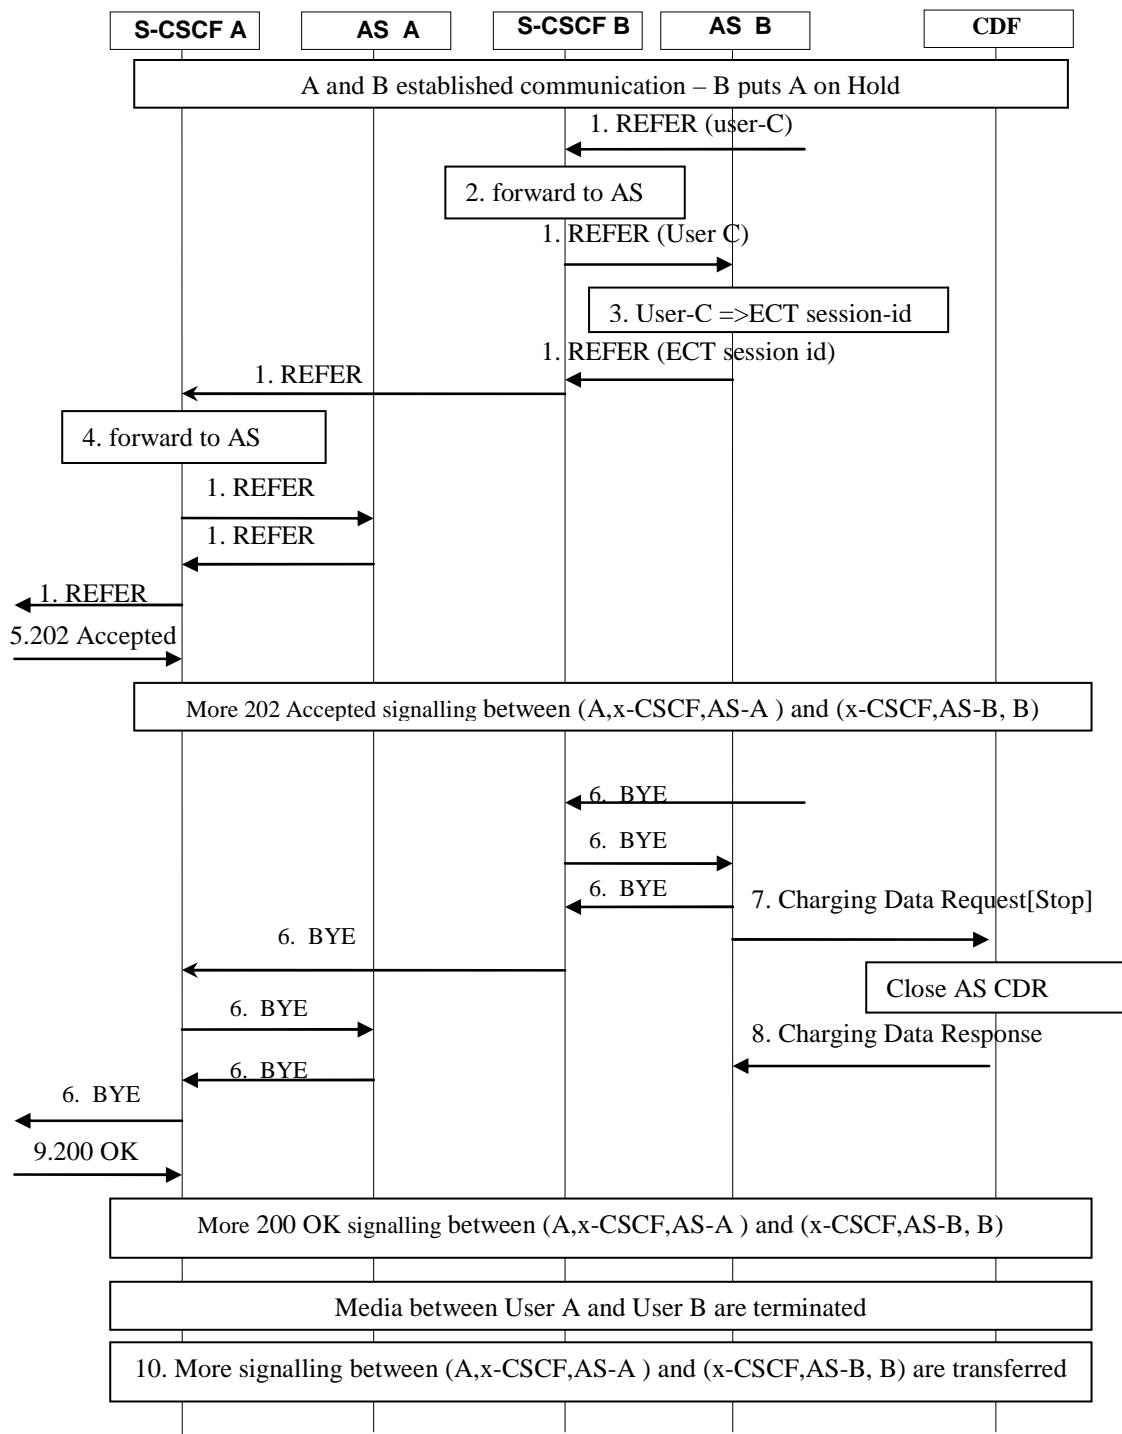 S-CSCF A
AS A
S-CSCF B
AS B
CDF
A and B established communication – B puts A on Hold
1. REFER (user-C)
2. forward to AS
1. REFER (User C)
3. User-C =>ECT session-id
1. REFER (ECT session id)
1. REFER
4. forward to AS
1. REFER
1. REFER
1. REFER
5.202 Accepted
More 202 Accepted signalling between (A,x-CSCF,AS-A ) and (x-CSCF,AS-B, B)
6. BYE
6. BYE
6. BYE
7. Charging Data Request[Stop]
6. BYE
Close AS CDR
6. BYE
8. Charging Data Response
6. BYE
6. BYE
9.200 OK
More 200 OK signalling between (A,x-CSCF,AS-A ) and (x-CSCF,AS-B, B)
Media between User A and User B are terminated
10. More signalling between (A,x-CSCF,AS-A ) and (x-CSCF,AS-B, B) are transferred